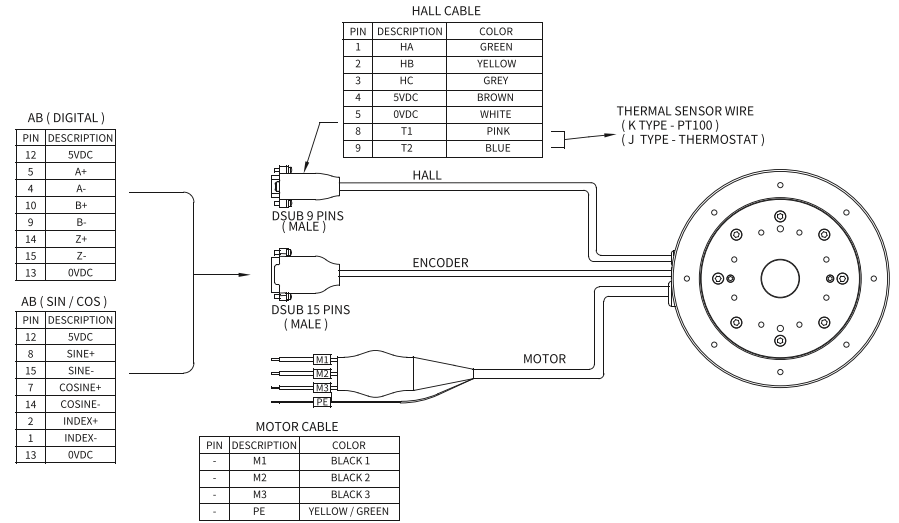 HALL CABLE
PIN DESCRIPTION COLOR
1 HA GREEN
2 HB YELLOW
3 HC GREY
4 5VDC BROWN
5 0VDC WHITE
8 T1 PINK
9 T2 BLUE
THERMAL SENSOR WIRE
( K TYPE - PT100 )
( J TYPE - THERMOSTAT )
AB ( DIGITAL )
PIN DESCRIPTION
12 5VDC
5 A+
4 A-
10 B+
9 B-
14 Z+
15 Z-
13 0VDC
HALL
DSUB 9 PINS
( MALE )
ENCODER
DSUB 15 PINS
( MALE )
AB ( SIN / COS )
PIN DESCRIPTION
12 5VDC
8 SINE+
15 SINE-
7 COSINE+
14 COSINE-
2 INDEX+
1 INDEX-
13 0VDC
MOTOR
M1
M2
M3
PE
MOTOR CABLE
PIN DESCRIPTION COLOR
- M1 BLACK 1
- M2 BLACK 2
- M3 BLACK 3
- PE YELLOW / GREEN